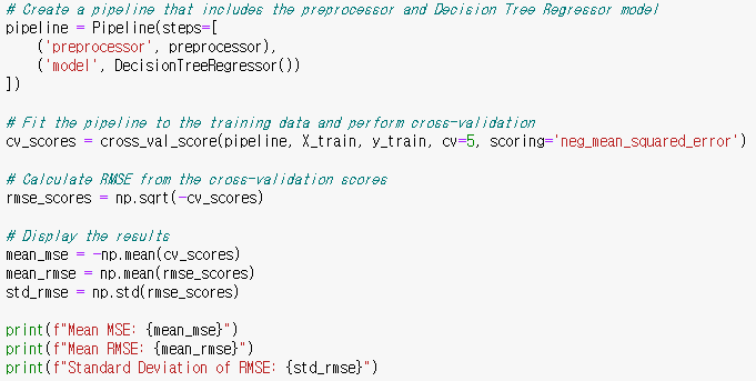 # Create a pipeline that includes the preprocessor and Decision Tree Regressor model
pipeline = Pipeline(steps=[
    ('preprocessor', preprocessor),
    ('model', DecisionTreeRegressor())
])
# Fit the pipeline to the training data and perform cross-validation
cv_scores = cross_val_score(pipeline, X_train, y_train, cv=5, scoring='neg_mean_squared_error')
# Calculate RMSE from the cross-validation scores
rmse_scores = np.sqrt(-cv_scores)
# Display the results
mean_mse = -np.mean(cv_scores)
mean_rmse = np.mean(rmse_scores)
std_rmse = np.std(rmse_scores)
print(f"Mean MSE: {mean_mse}")
print(f"Mean RMSE: {mean_rmse}")
print(f"Standard Deviation of RMSE: {std_rmse}")